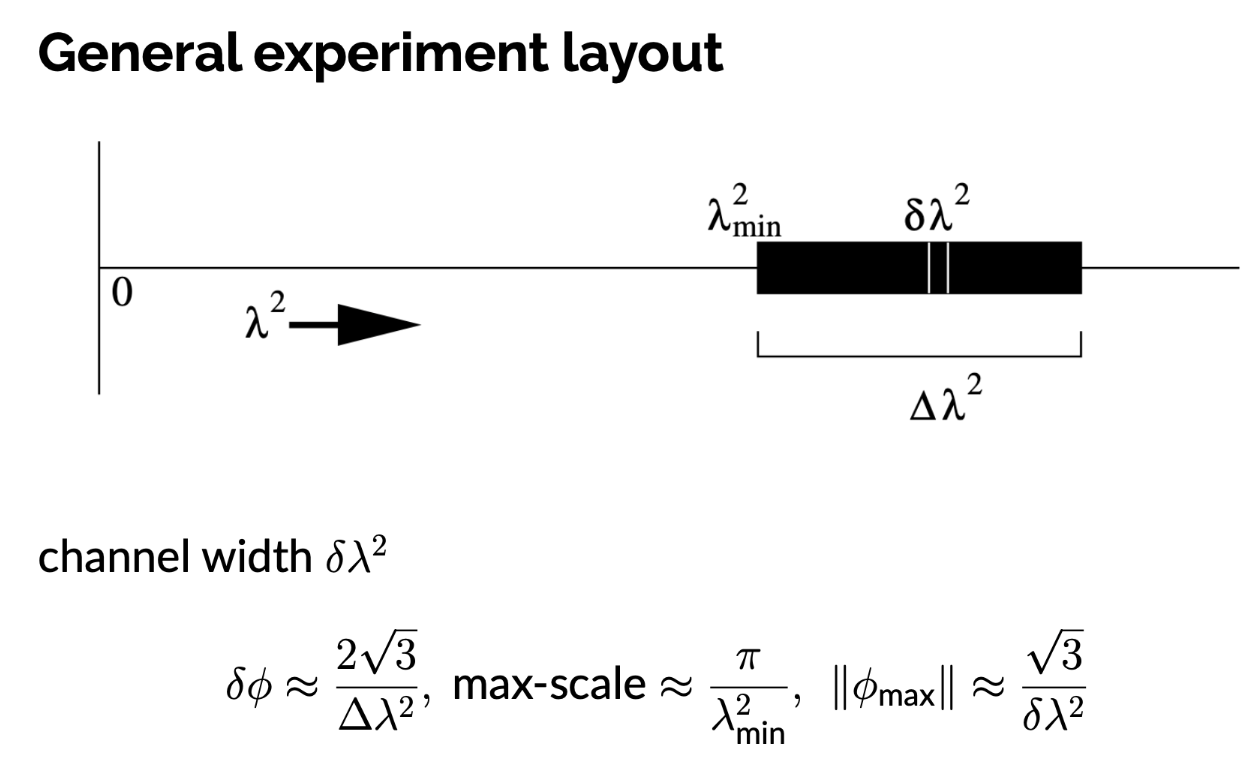 General experiment layout
λ²min
δλ²
0
λ²
Δλ²
channel width δλ²
δϕ ≈ 2√3/Δλ², max-scale ≈ π/λ²min, ||ϕmax|| ≈ √3/δλ²